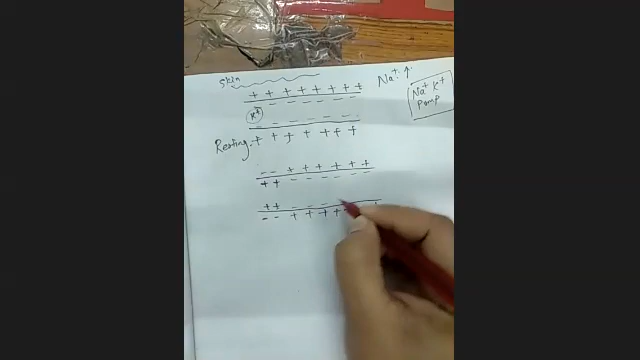 Skin
Na+ ↑
+ + + + + + + +
Na+ K+
Pump
K+ - - - - - - -
- - - - - - - -
Resting + + + + + + +
- - + + + + + +
+ + - - - - - -
+ + - - -
- - + + + +